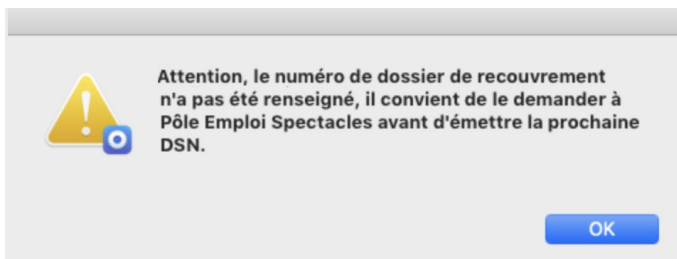 Attention, le numéro de dossier de recouvrement
n'a pas été renseigné, il convient de le demander à
Pôle Emploi Spectacles avant d'émettre la prochaine
DSN.
OK